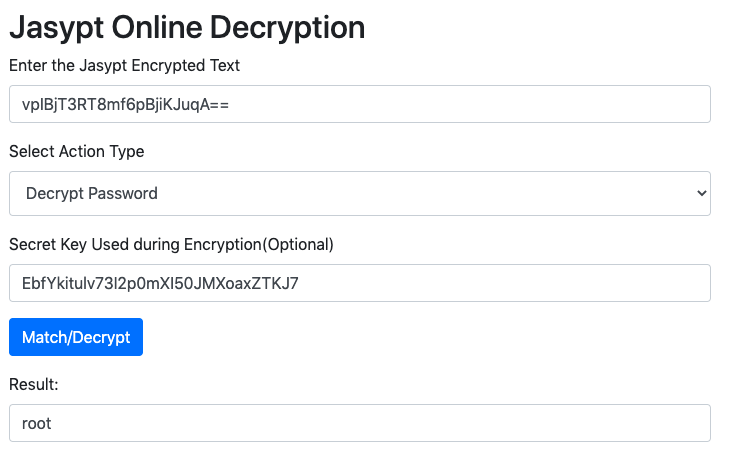 Jasypt Online Decryption
Enter the Jasypt Encrypted Text
vplBjT3RT8mf6pBjiKJuqA==
Select Action Type
Decrypt Password
Secret Key Used during Encryption(Optional)
EbfYkitulv73I2p0mXI50JMXoaxZTKJ7
Match/Decrypt
Result:
root